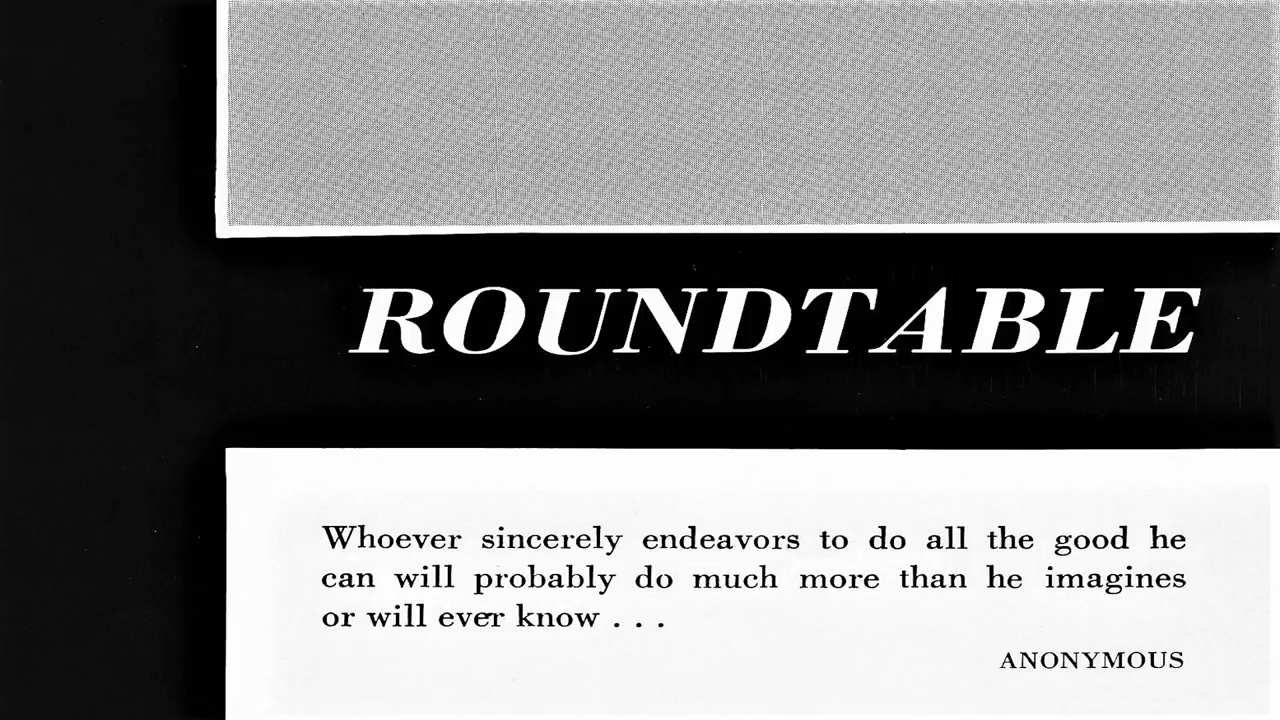 ROUNDTABLE
Whoever sincerely endeavors to do all the good he
can will probably do much more than he imagines
or will ever know . . .
ANONYMOUS